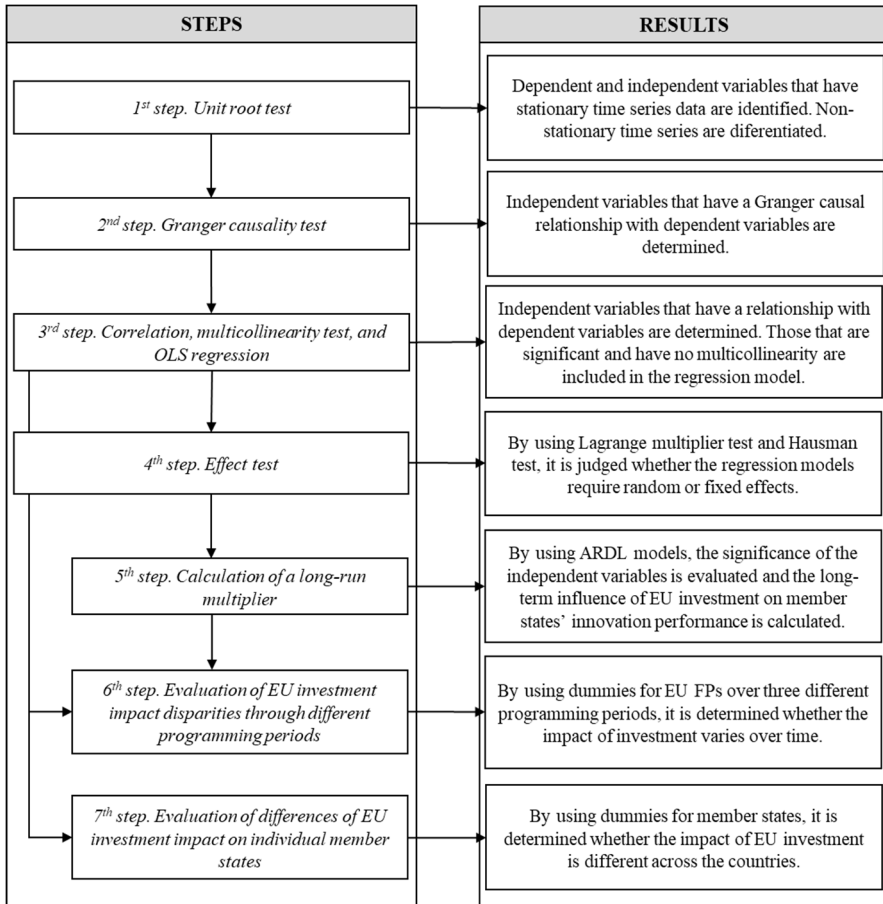 STEPS
RESULTS
1st step. Unit root test
Dependent and independent variables that have
stationary time series data are identified. Non-
stationary time series are diferentiated.
2nd step. Granger causality test
Independent variables that have a Granger causal
relationship with dependent variables are
determined.
3rd step. Correlation, multicollinearity test, and
OLS regression
Independent variables that have a relationship with
dependent variables are determined. Those that are
significant and have no multicollinearity are
included in the regression model.
4th step. Effect test
By using Lagrange multiplier test and Hausman
test, it is judged whether the regression models
require random or fixed effects.
5th step. Calculation of a long-run
multiplier
By using ARDL models, the significance of the
independent variables is evaluated and the long-
term influence of EU investment on member
states’ innovation performance is calculated.
6th step. Evaluation of EU investment
impact disparities through different
programming periods
By using dummies for EU FPs over three different
programming periods, it is determined whether the
impact of investment varies over time.
7th step. Evaluation of differences of EU
investment impact on individual member
states
By using dummies for member states, it is
determined whether the impact of EU investment
is different across the countries.